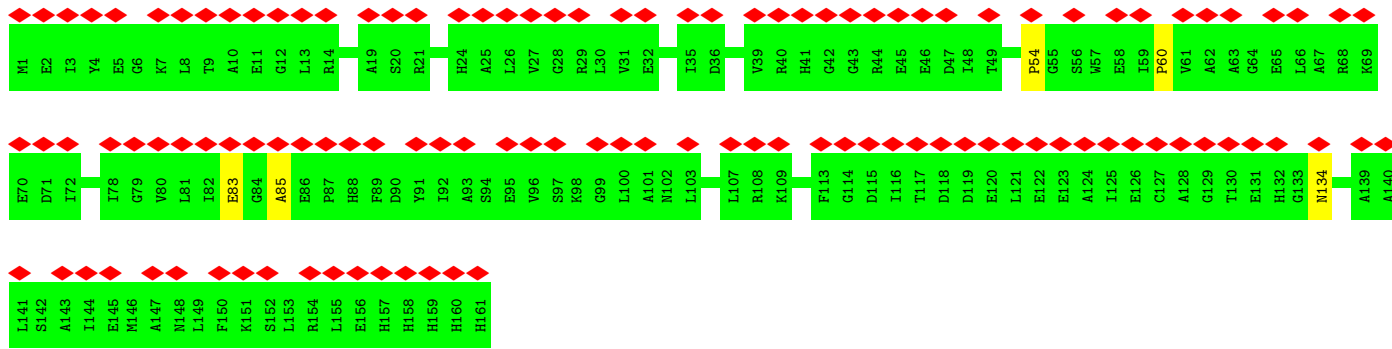 M1 E2 I3 Y4 E5 G6 K7 L8 T9 A10 E11 G12 L13 R14 A19 S20 R21 H24 A25 L26 V27 G28 R29 L30 V31 E32 I35 D36 V39 R40 H41 G42 G43 R44 E45 E46 D47 I48 T49 P54 G55 S56 W57 E58 I59 P60 V61 A62 A63 G64 E65 L66 A67 R68 K69
E70 D71 I72 I78 G79 V80 L81 I82 E83 G84 A85 E86 P87 H88 F89 D90 Y91 I92 A93 S94 E95 V96 S97 K98 G99 L100 A101 N102 L103 L107 R108 K109 F113 G114 D115 I116 T117 D118 D119 E120 L121 E122 E123 A124 I125 E126 C127 A128 G129 T130 E131 H132 G133 N134 A139 A140
L141 S142 A143 I144 E145 M146 A147 N148 L149 F150 K151 S152 L153 R154 L155 E156 H157 H158 H159 H160 H161